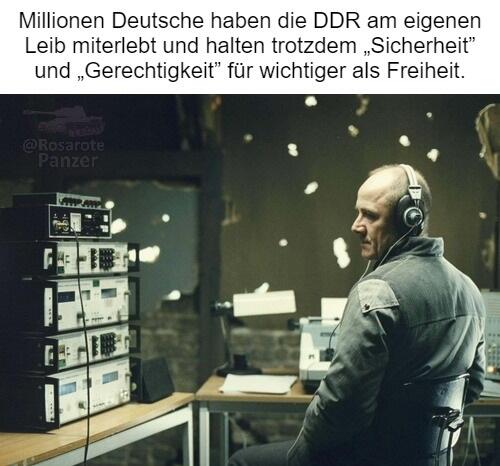 Millionen Deutsche haben die DDR am eigenen
Leib miterlebt und halten trotzdem „Sicherheit”
und „Gerechtigkeit” für wichtiger als Freiheit.
@Rosarote
Panzer